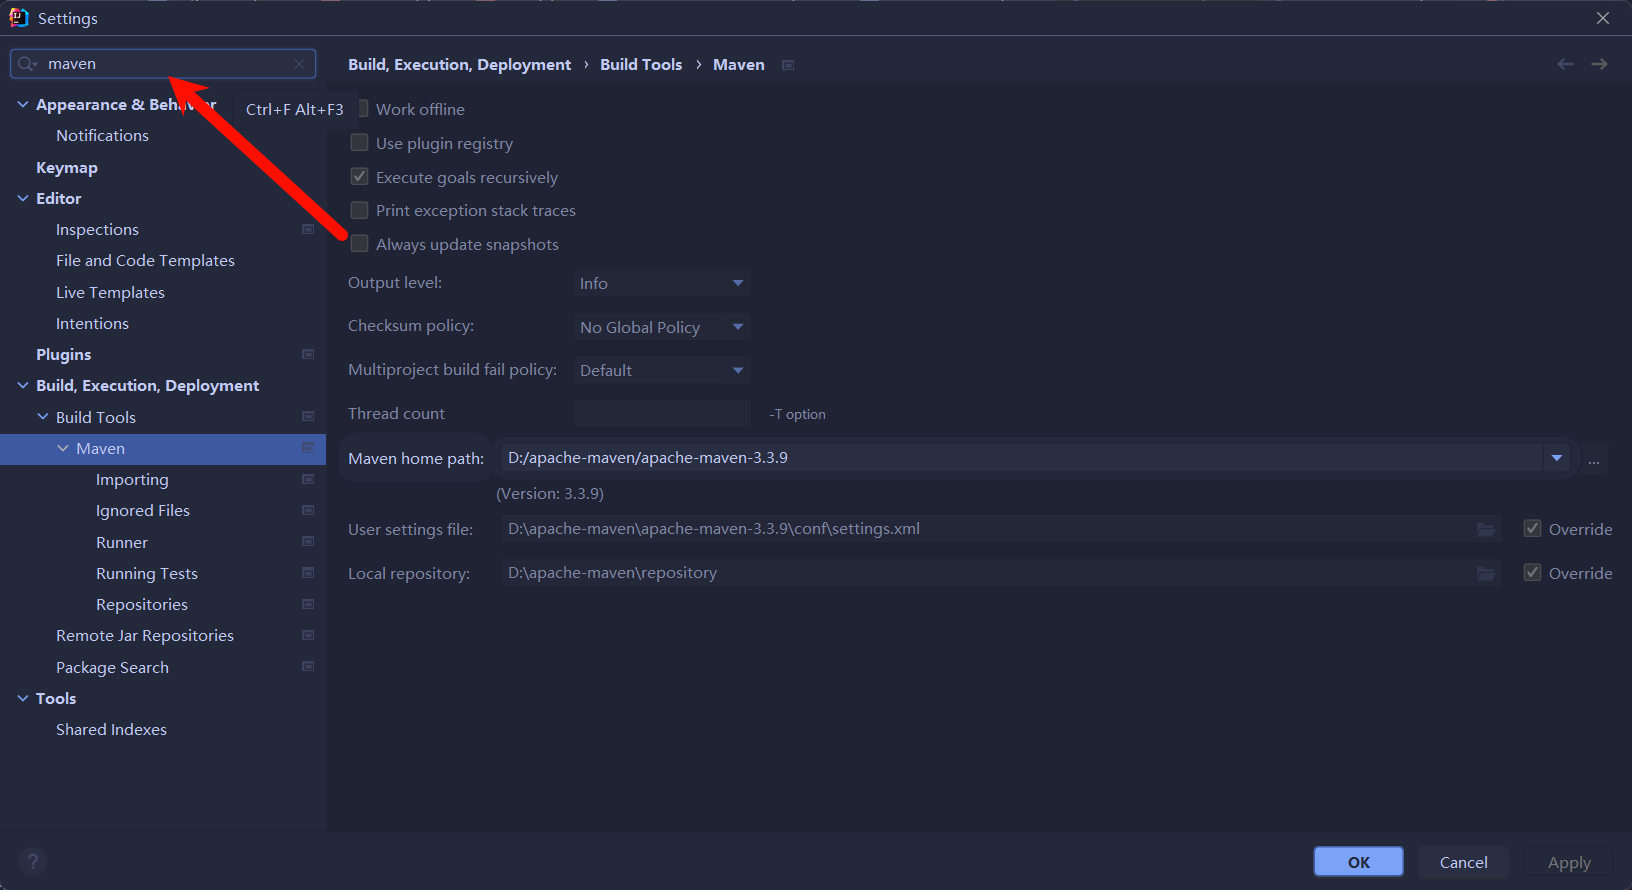 Settings
maven
Build, Execution, Deployment › Build Tools › Maven
Appearance & Behavior
Ctrl+F Alt+F3
Work offline
Notifications
Use plugin registry
Keymap
Execute goals recursively
Editor
Print exception stack traces
Inspections
Always update snapshots
File and Code Templates
Output level: Info
Live Templates
Intentions
Checksum policy: No Global Policy
Plugins
Multiproject build fail policy: Default
Build, Execution, Deployment
Build Tools
Thread count -T option
Maven
Maven home path: D:/apache-maven/apache-maven-3.3.9 ...
Importing
(Version: 3.3.9)
Ignored Files
User settings file: D:\apache-maven\apache-maven-3.3.9\conf\settings.xml Override
Runner
Running Tests
Local repository: D:\apache-maven\repository Override
Repositories
Remote Jar Repositories
Package Search
Tools
Shared Indexes
? OK Cancel Apply